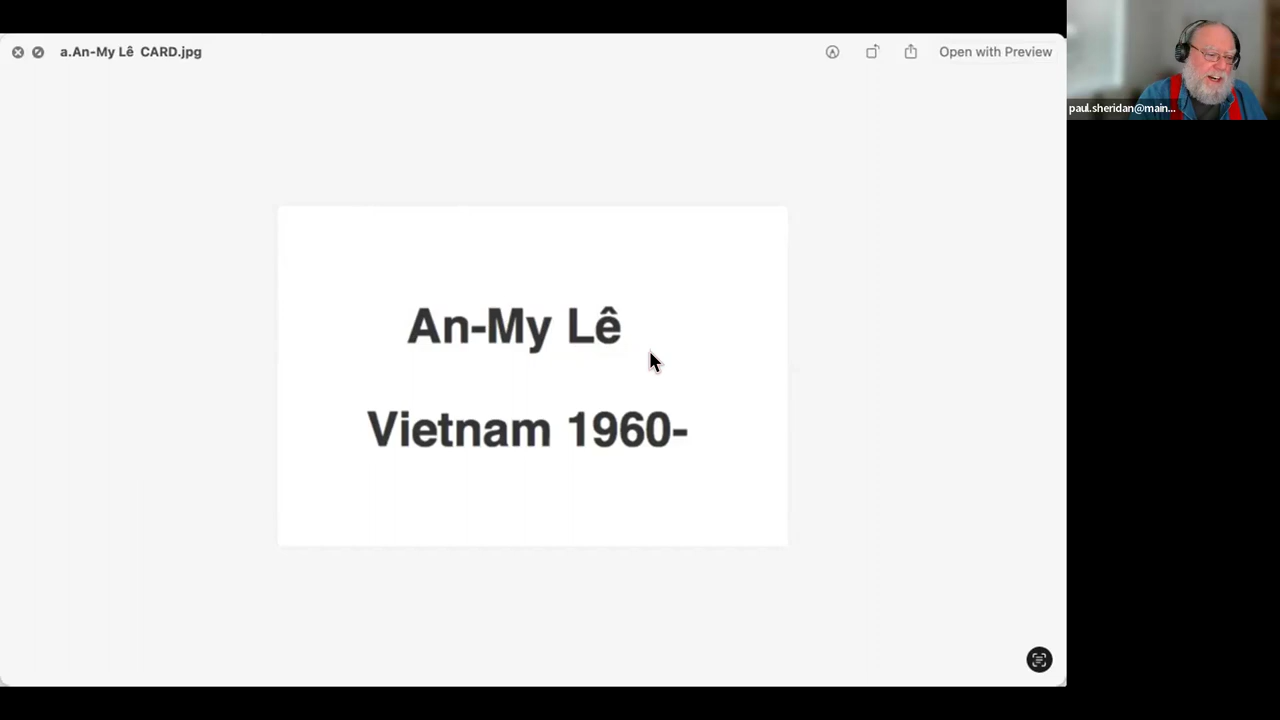 a.An-My Lê CARD.jpg
Open with Preview
paul.sheridan@main...
An-My Lê
Vietnam 1960-